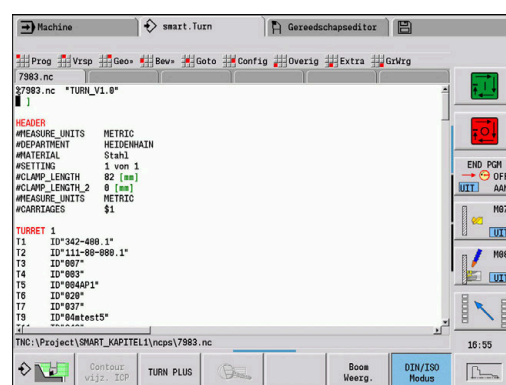 Machine
smart.Turn
Gereedschapseditor
Prog Vrsp Geo» Bew» Goto Config Overig Extra GrWrg
7983.nc
%7983.nc "TURN_V1.0"
[ ]
HEADER
#MEASURE_UNITS METRIC
#DEPARTMENT HEIDENHAIN
#MATERIAL Stahl
#SETTING 1 von 1
#CLAMP_LENGTH 82 [mm]
#CLAMP_LENGTH_2 0 [mm]
#MEASURE_UNITS METRIC
#CARRIAGES $1
TURRET 1
T1 ID"342-400.1"
T2 ID"111-80-080.1"
T3 ID"007"
T4 ID"003"
T5 ID"004AP1"
T6 ID"020"
T7 ID"037"
T9 ID"04mtest5"
TNC:\Project\SMART_KAPITEL1\ncps\7983.nc
END PGM
OFF
UIT AAN
M07
UIT
M08
UIT
16:55
Contour
wijz. ICP
TURN PLUS
Boom
Weerg.
DIN/ISO
Modus